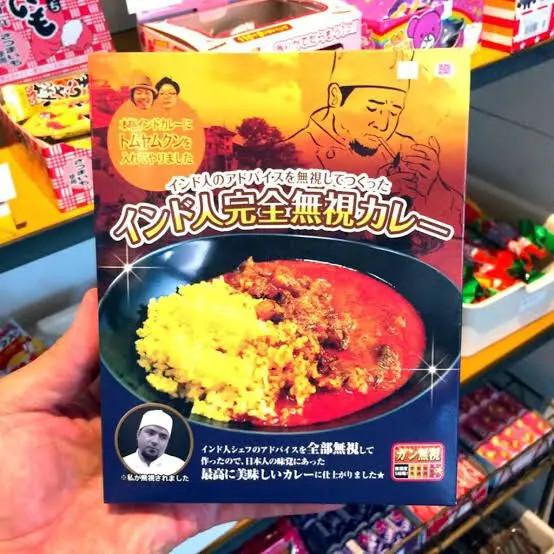 本格インドカレーに
トムヤムクンを
入れてやりました
インド人のアドバイスを無視してつくった
インド人完全無視カレー
インド人シェフのアドバイスを全部無視して
作ったので、日本人の味覚にあった
最高に美味しいカレーに仕上がりました★
ガン無視
※私が無視されました